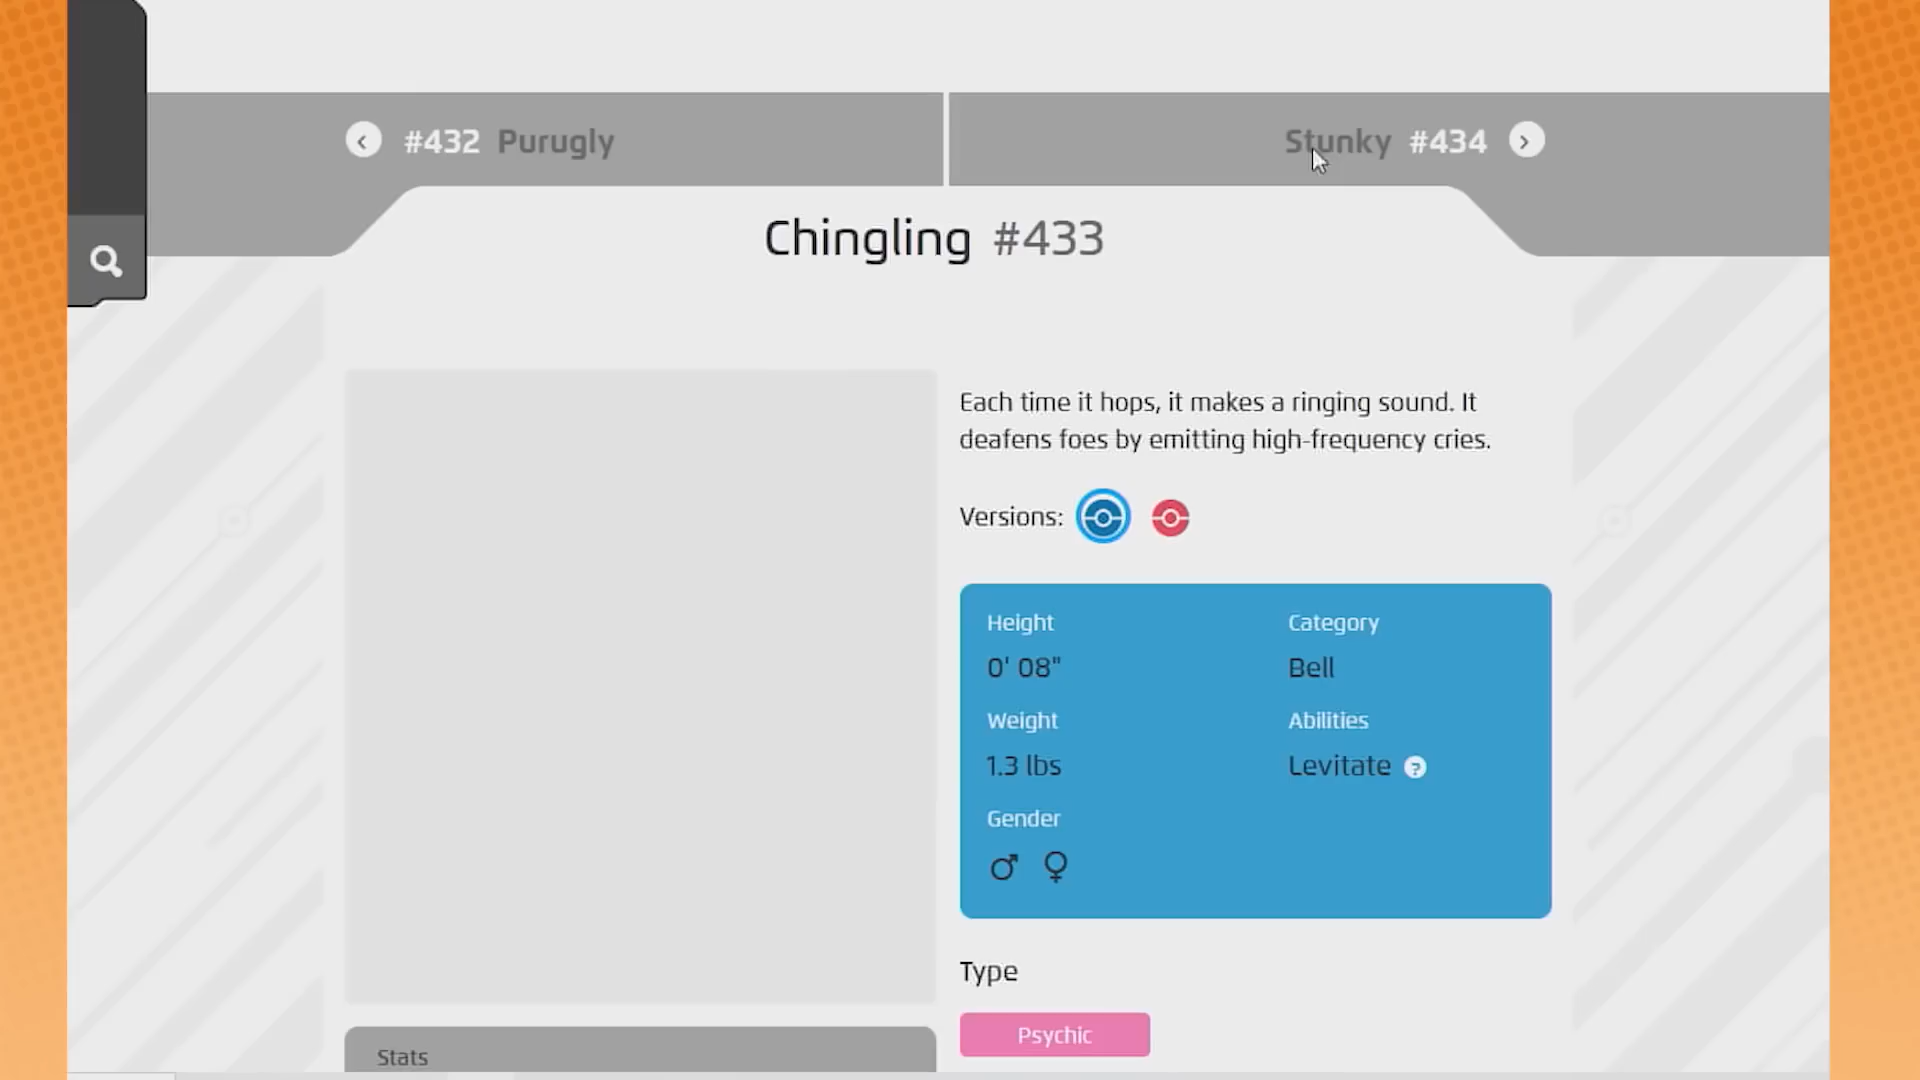 #432 Purugly
Stunky #434
Chingling #433
Each time it hops, it makes a ringing sound. It
deafens foes by emitting high-frequency cries.
Versions:
Height
0' 08"
Category
Bell
Weight
1.3 lbs
Abilities
Levitate ?
Gender
♂ ♀
Type
Psychic
Stats